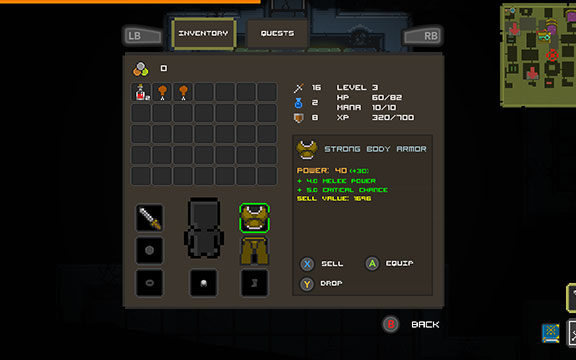 LB INVENTORY QUESTS RB
0
16 LEVEL 3
2 HP 60/82
MANA 10/10
8 XP 320/700
2
STRONG BODY ARMOR
POWER: 40 (+30)
+ 4.0 MELEE POWER
+ 5.0 CRITICAL CHANCE
SELL VALUE: 1696
X SELL A EQUIP
Y DROP
B BACK